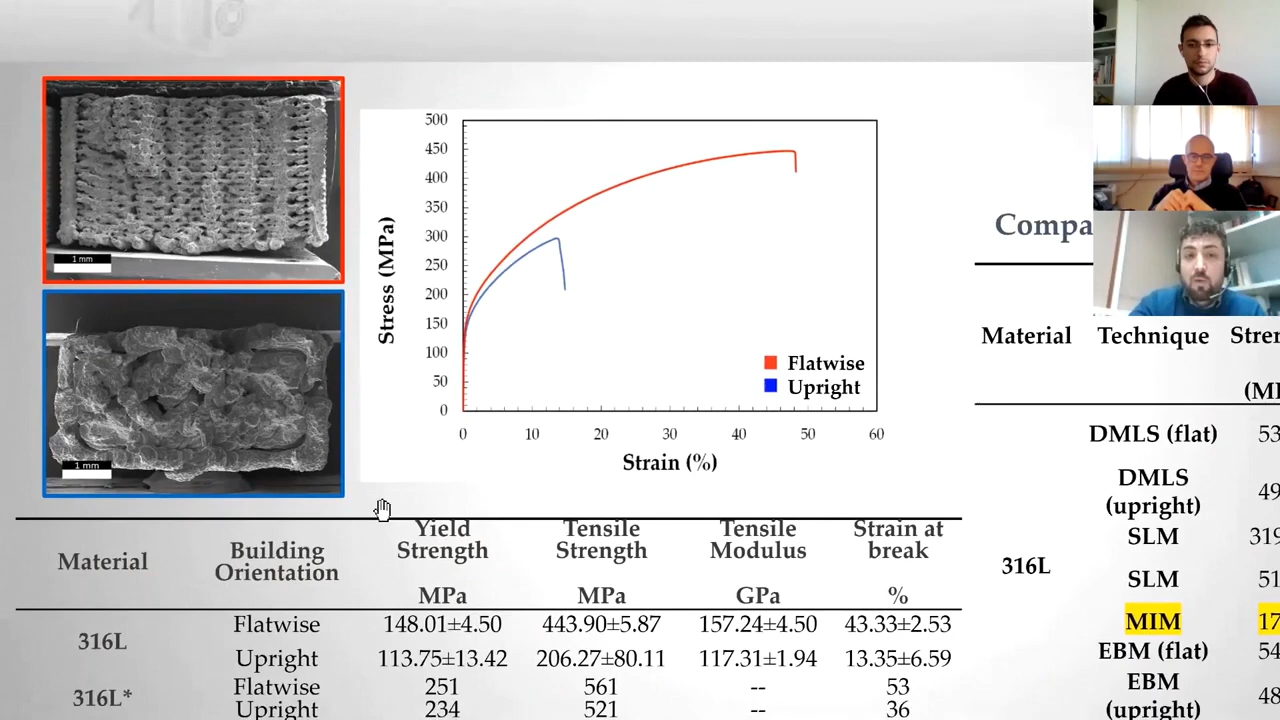 1 mm
1 mm
500
450
400
350
300
250
200
150
100
50
0
Stress (MPa)
Flatwise
Upright
0 10 20 30 40 50 60
Strain (%)
Material
Building
Orientation
Yield
Strength
MPa
Tensile
Strength
MPa
Tensile
Modulus
GPa
Strain at
break
%
316L
Flatwise 148.01±4.50 443.90±5.87 157.24±4.50 43.33±2.53
Upright 113.75±13.42 206.27±80.11 117.31±1.94 13.35±6.59
316L*
Flatwise 251 561 -- 53
Upright 234 521 -- 36
Compa
Material Technique Stren
(MI
316L
DMLS (flat) 53
DMLS
(upright) 49
SLM 319
SLM 51
MIM 17
EBM (flat) 54
EBM
(upright) 48